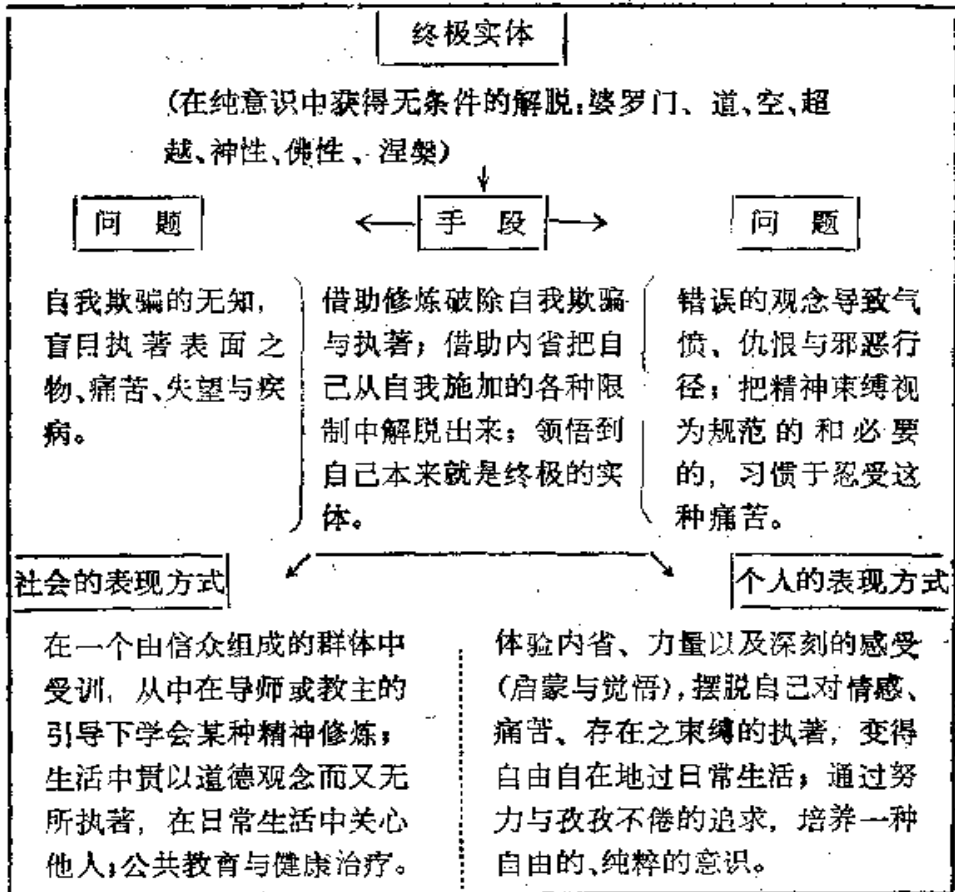 终极实体
(在纯意识中获得无条件的解脱:婆罗门、道、空、超
越、神性、佛性、涅槃)
问 题
手 段
问 题
自我欺骗的无知,
盲目执著表面之
物、痛苦、失望与疾
病。
借助修炼破除自我欺骗
与执著;借助内省把自
己从自我施加的各种限
制中解脱出来;领悟到
自己本来就是终极的实
体。
错误的观念导致气
愤、仇恨与邪恶行
径;把精神束缚视
为规范的和必要
的,习惯于忍受这
种痛苦。
社会的表现方式
个人的表现方式
在一个由信众组成的群体中
受训,从中在导师或教主的
引导下学会某种精神修炼;
生活中贯以道德观念而又无
所执著,在日常生活中关心
他人;公共教育与健康治疗。
体验内省、力量以及深刻的感受
(启蒙与觉悟),摆脱自己对情感、
痛苦、存在之束缚的执著,变得
自由自在地过日常生活;通过努
力与孜孜不倦的追求,培养一种
自由的、纯粹的意识。